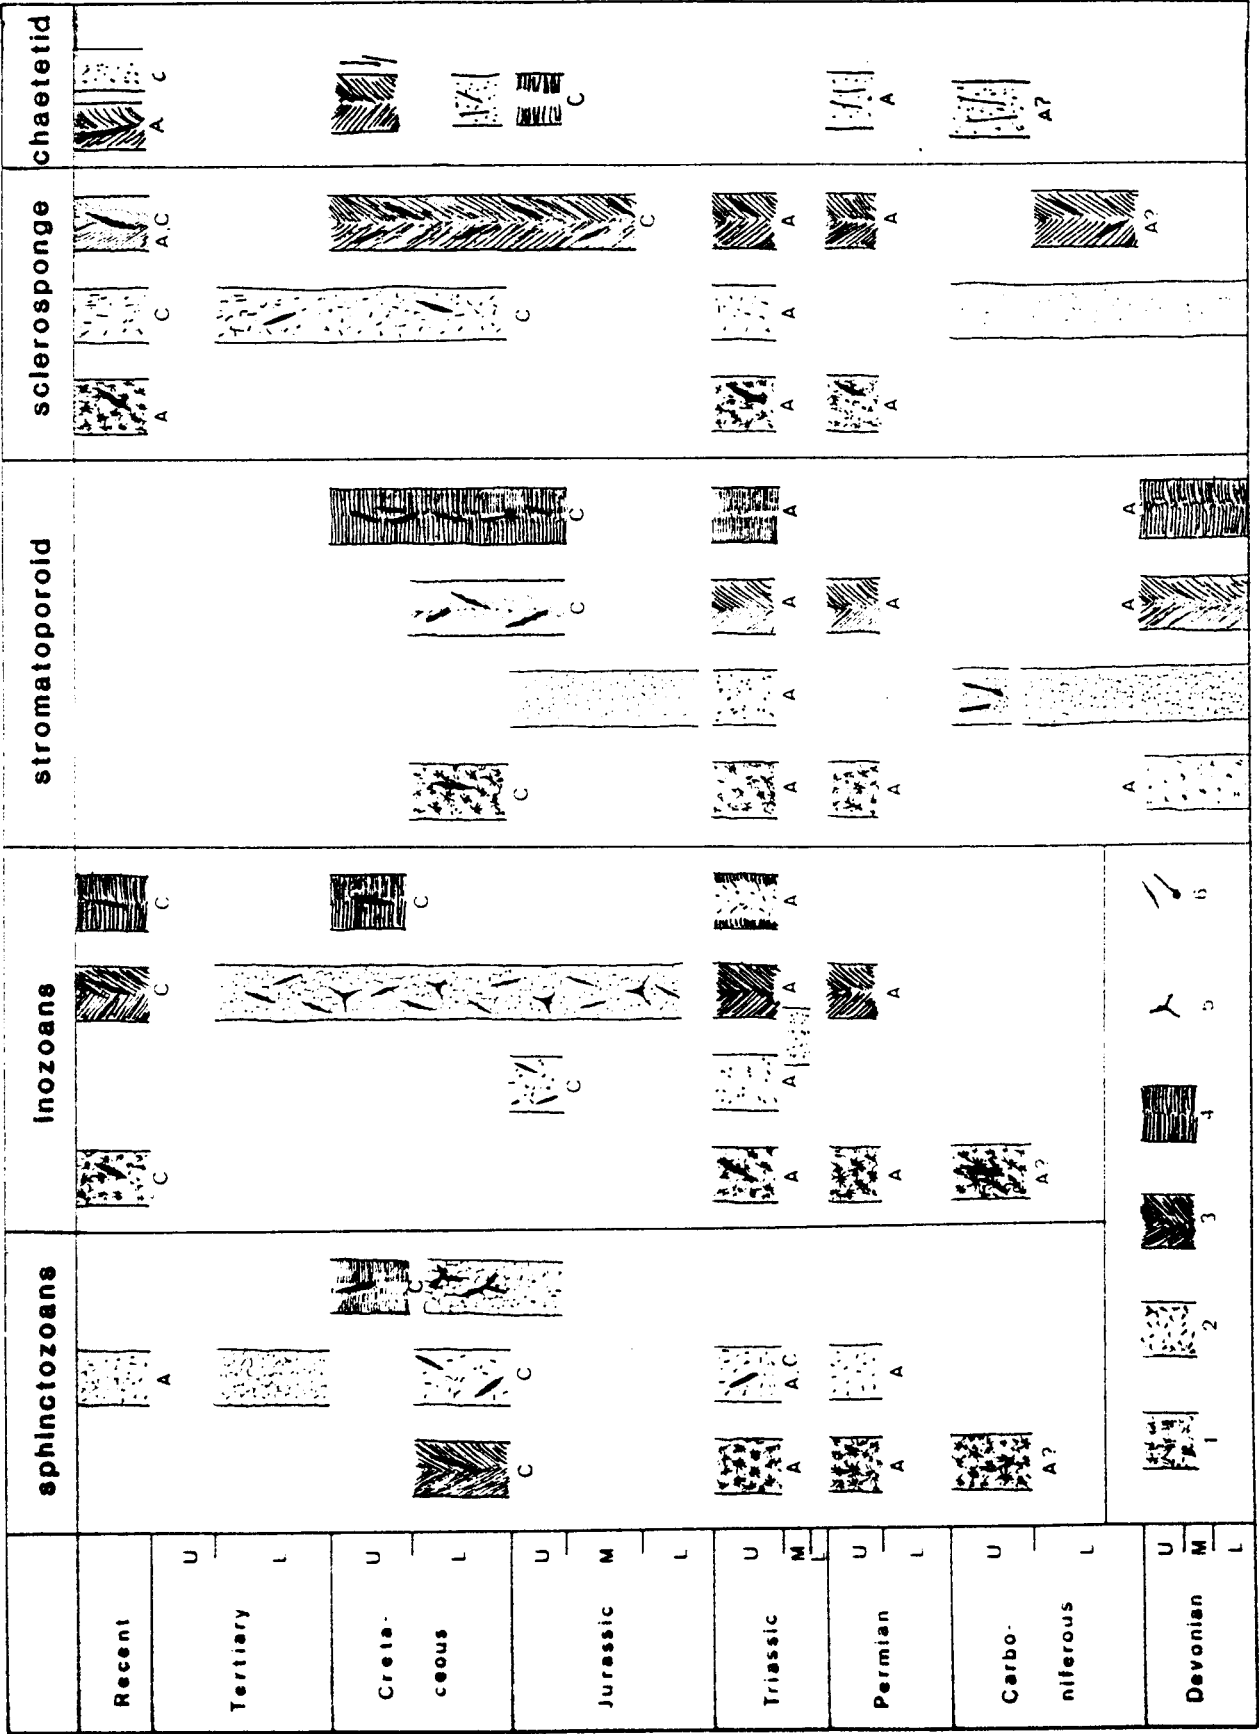 sphinctozoans inozoans stromatoporoid sclerosponge chaetetid
Recent
A C C C A C A.C A C
Tertiary U L
Creta-
ceous U L
C C C
C C C C
Jurassic U M L
C C C C
C
Triassic U M L
A A.C A A A A A A A A A A A
Permian U L
A A A A A A A A A
Carbo-
niferous U L
A? A? A?
A?
A A A
Devonian U M L
1 2 3 4 5 6